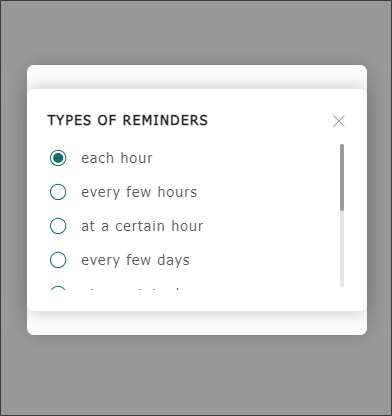 TYPES OF REMINDERS
each hour
every few hours
at a certain hour
every few days